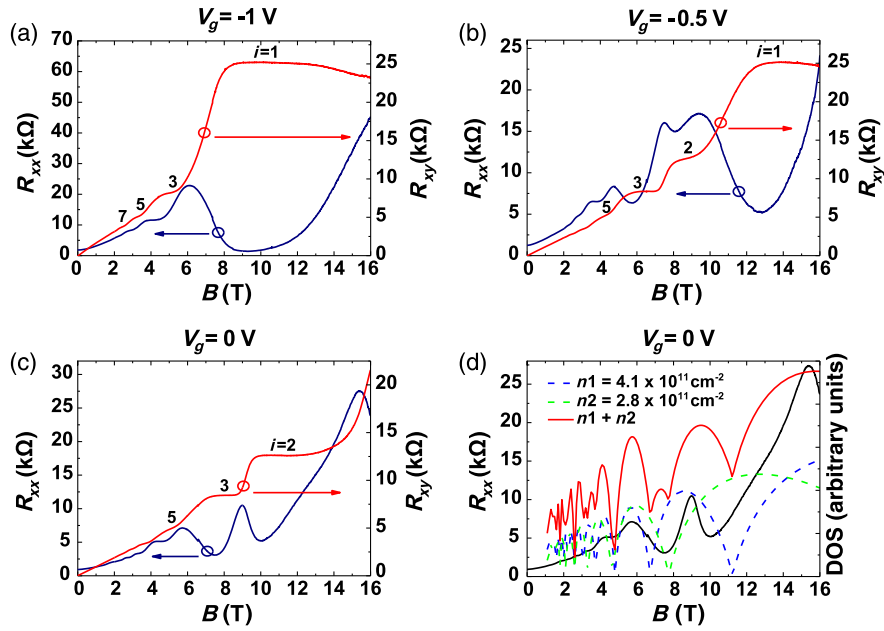 (a)
V_g = -1 V
R_xx (kΩ)
70
60
50
40
30
20
10
0
0 2 4 6 8 10 12 14 16
B (T)
25
20
15
10
5
0
R_xy (kΩ)
i=1
3
5
7
(b)
V_g = -0.5 V
R_xx (kΩ)
25
20
15
10
5
0
0 2 4 6 8 10 12 14 16
B (T)
25
20
15
10
5
0
R_xy (kΩ)
i=1
2
3
5
(c)
V_g = 0 V
R_xx (kΩ)
30
25
20
15
10
5
0
0 2 4 6 8 10 12 14 16
B (T)
20
15
10
5
0
R_xy (kΩ)
i=2
3
5
(d)
V_g = 0 V
R_xx (kΩ)
25
20
15
10
5
0
0 2 4 6 8 10 12 14 16
B (T)
DOS (arbitrary units)
n1 = 4.1 x 10¹¹ cm⁻²
n2 = 2.8 x 10¹¹ cm⁻²
n1 + n2